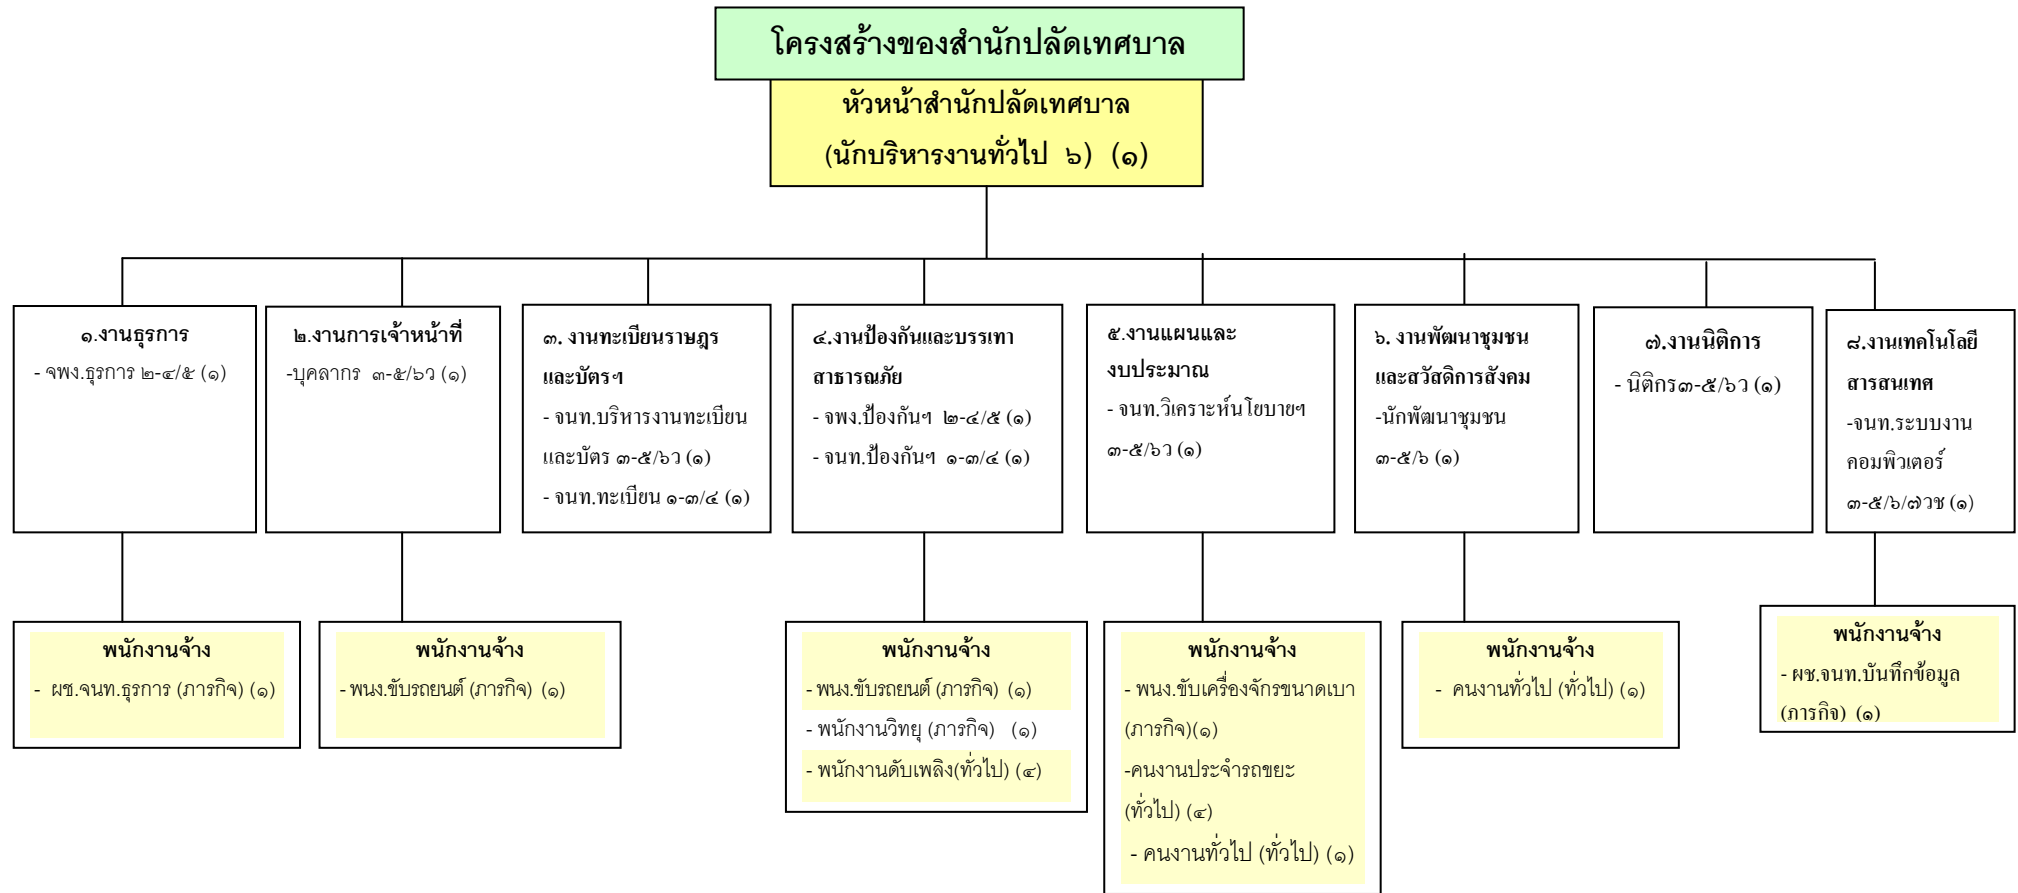 โครงสร้างของสำนักปลัดเทศบาล
หัวหน้าสำนักปลัดเทศบาล
(นักบริหารงานทั่วไป ๖) (๑)
๑.งานธุรการ
- จพง.ธุรการ ๒-๔/๕ (๑)
๒.งานการเจ้าหน้าที่
-บุคลากร ๓-๕/๖ว (๑)
๓. งานทะเบียนราษฎร
และบัตรฯ
- จนท.บริหารงานทะเบียน
และบัตร ๓-๕/๖ว (๑)
- จนท.ทะเบียน ๑-๓/๔ (๑)
๔.งานป้องกันและบรรเทา
สาธารณภัย
- จพง.ป้องกันฯ ๒-๔/๕ (๑)
- จนท.ป้องกันฯ ๑-๓/๔ (๑)
๕.งานแผนและ
งบประมาณ
- จนท.วิเคราะห์นโยบายฯ
๓-๕/๖ว (๑)
๖. งานพัฒนาชุมชน
และสวัสดิการสังคม
-นักพัฒนาชุมชน
๓-๕/๖ (๑)
๗.งานนิติการ
- นิติกร๓-๕/๖ว (๑)
๘.งานเทคโนโลยี
สารสนเทศ
-จนท.ระบบงาน
คอมพิวเตอร์
๓-๕/๖/๗วช (๑)
พนักงานจ้าง
- ผช.จนท.ธุรการ (ภารกิจ) (๑)
พนักงานจ้าง
- พนง.ขับรถยนต์ (ภารกิจ) (๑)
พนักงานจ้าง
- พนง.ขับรถยนต์ (ภารกิจ) (๑)
- พนักงานวิทยุ (ภารกิจ) (๑)
- พนักงานดับเพลิง(ทั่วไป) (๔)
พนักงานจ้าง
- พนง.ขับเครื่องจักรขนาดเบา
(ภารกิจ)(๑)
-คนงานประจำรถขยะ
(ทั่วไป) (๔)
- คนงานทั่วไป (ทั่วไป) (๑)
พนักงานจ้าง
- คนงานทั่วไป (ทั่วไป) (๑)
พนักงานจ้าง
- ผช.จนท.บันทึกข้อมูล
(ภารกิจ) (๑)